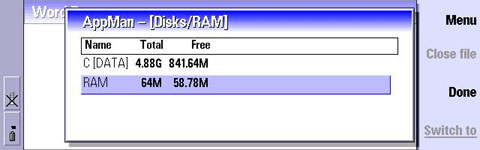 Word
AppMan – [Disks/RAM]
Name Total Free
C [DATA] 4.88G 841.64M
RAM 64M 58.78M
Menu
Close file
Done
Switch to